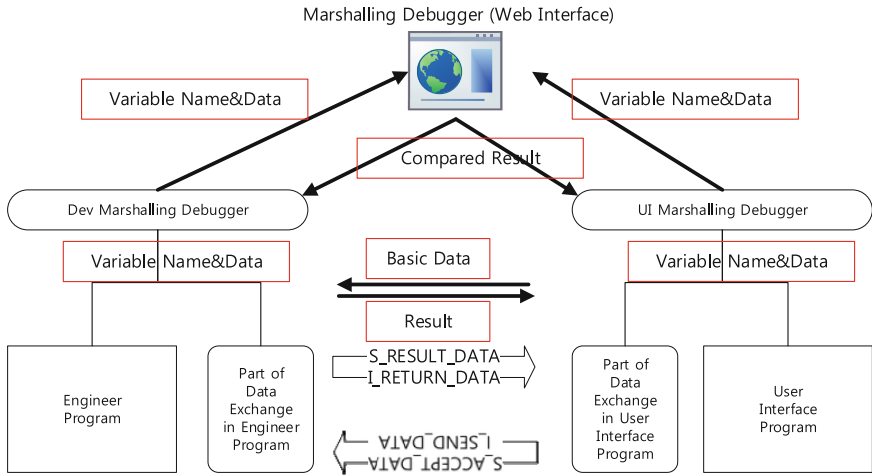 Marshalling Debugger (Web Interface)
Variable Name&Data
Variable Name&Data
Compared Result
Dev Marshalling Debugger
UI Marshalling Debugger
Variable Name&Data
Basic Data
Variable Name&Data
Result
S_RESULT_DATA
I_RETURN_DATA
Engineer
Program
Part of
Data
Exchange
in Engineer
Program
Part of
Data
Exchange
in User
Interface
Program
User
Interface
Program
S_ACCEPT_DATA
I_SEND_DATA